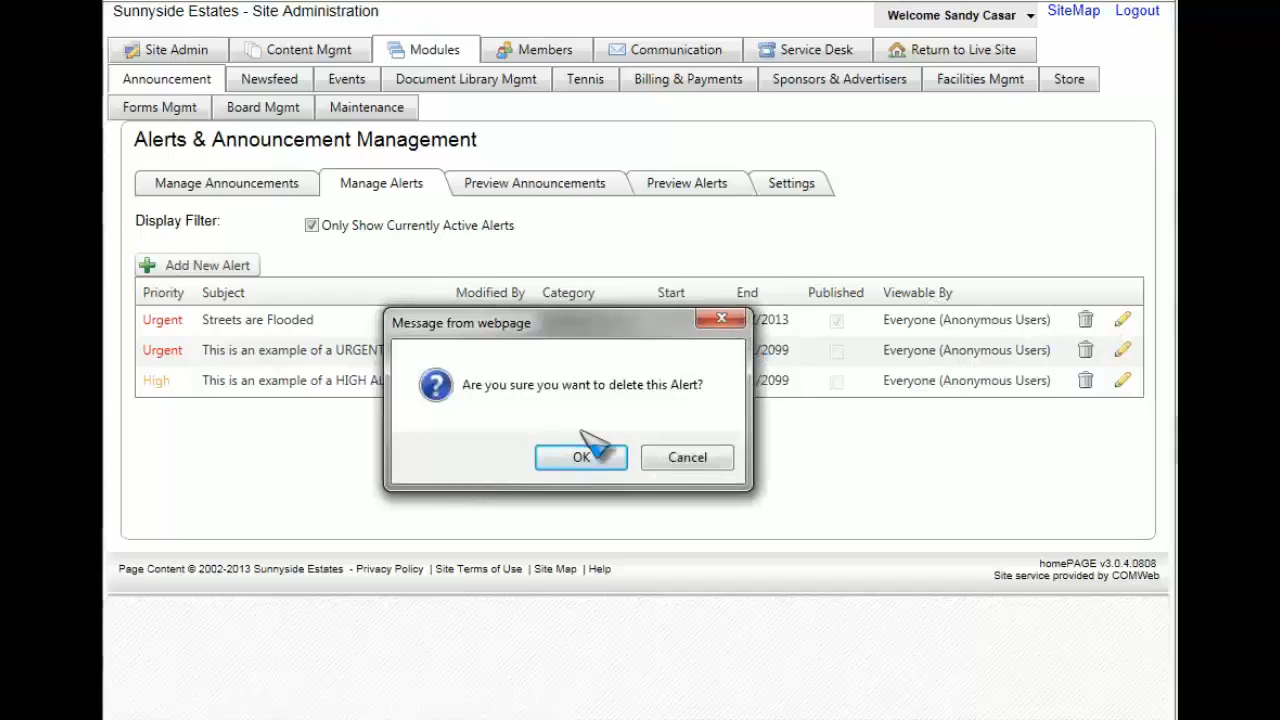 Sunnyside Estates - Site Administration
Welcome Sandy Casar
SiteMap Logout
Site Admin Content Mgmt Modules Members Communication Service Desk Return to Live Site
Announcement Newsfeed Events Document Library Mgmt Tennis Billing & Payments Sponsors & Advertisers Facilities Mgmt Store
Forms Mgmt Board Mgmt Maintenance
Alerts & Announcement Management
Manage Announcements Manage Alerts Preview Announcements Preview Alerts Settings
Display Filter: Only Show Currently Active Alerts
Add New Alert
Priority Subject Modified By Category Start End Published Viewable By
Urgent Streets are Flooded /2013 Everyone (Anonymous Users)
Urgent This is an example of a URGENT /2099 Everyone (Anonymous Users)
High This is an example of a HIGH AL /2099 Everyone (Anonymous Users)
Message from webpage
Are you sure you want to delete this Alert?
OK Cancel
Page Content © 2002-2013 Sunnyside Estates - Privacy Policy | Site Terms of Use | Site Map | Help
homePAGE v3.0.4.0808
Site service provided by COMWeb